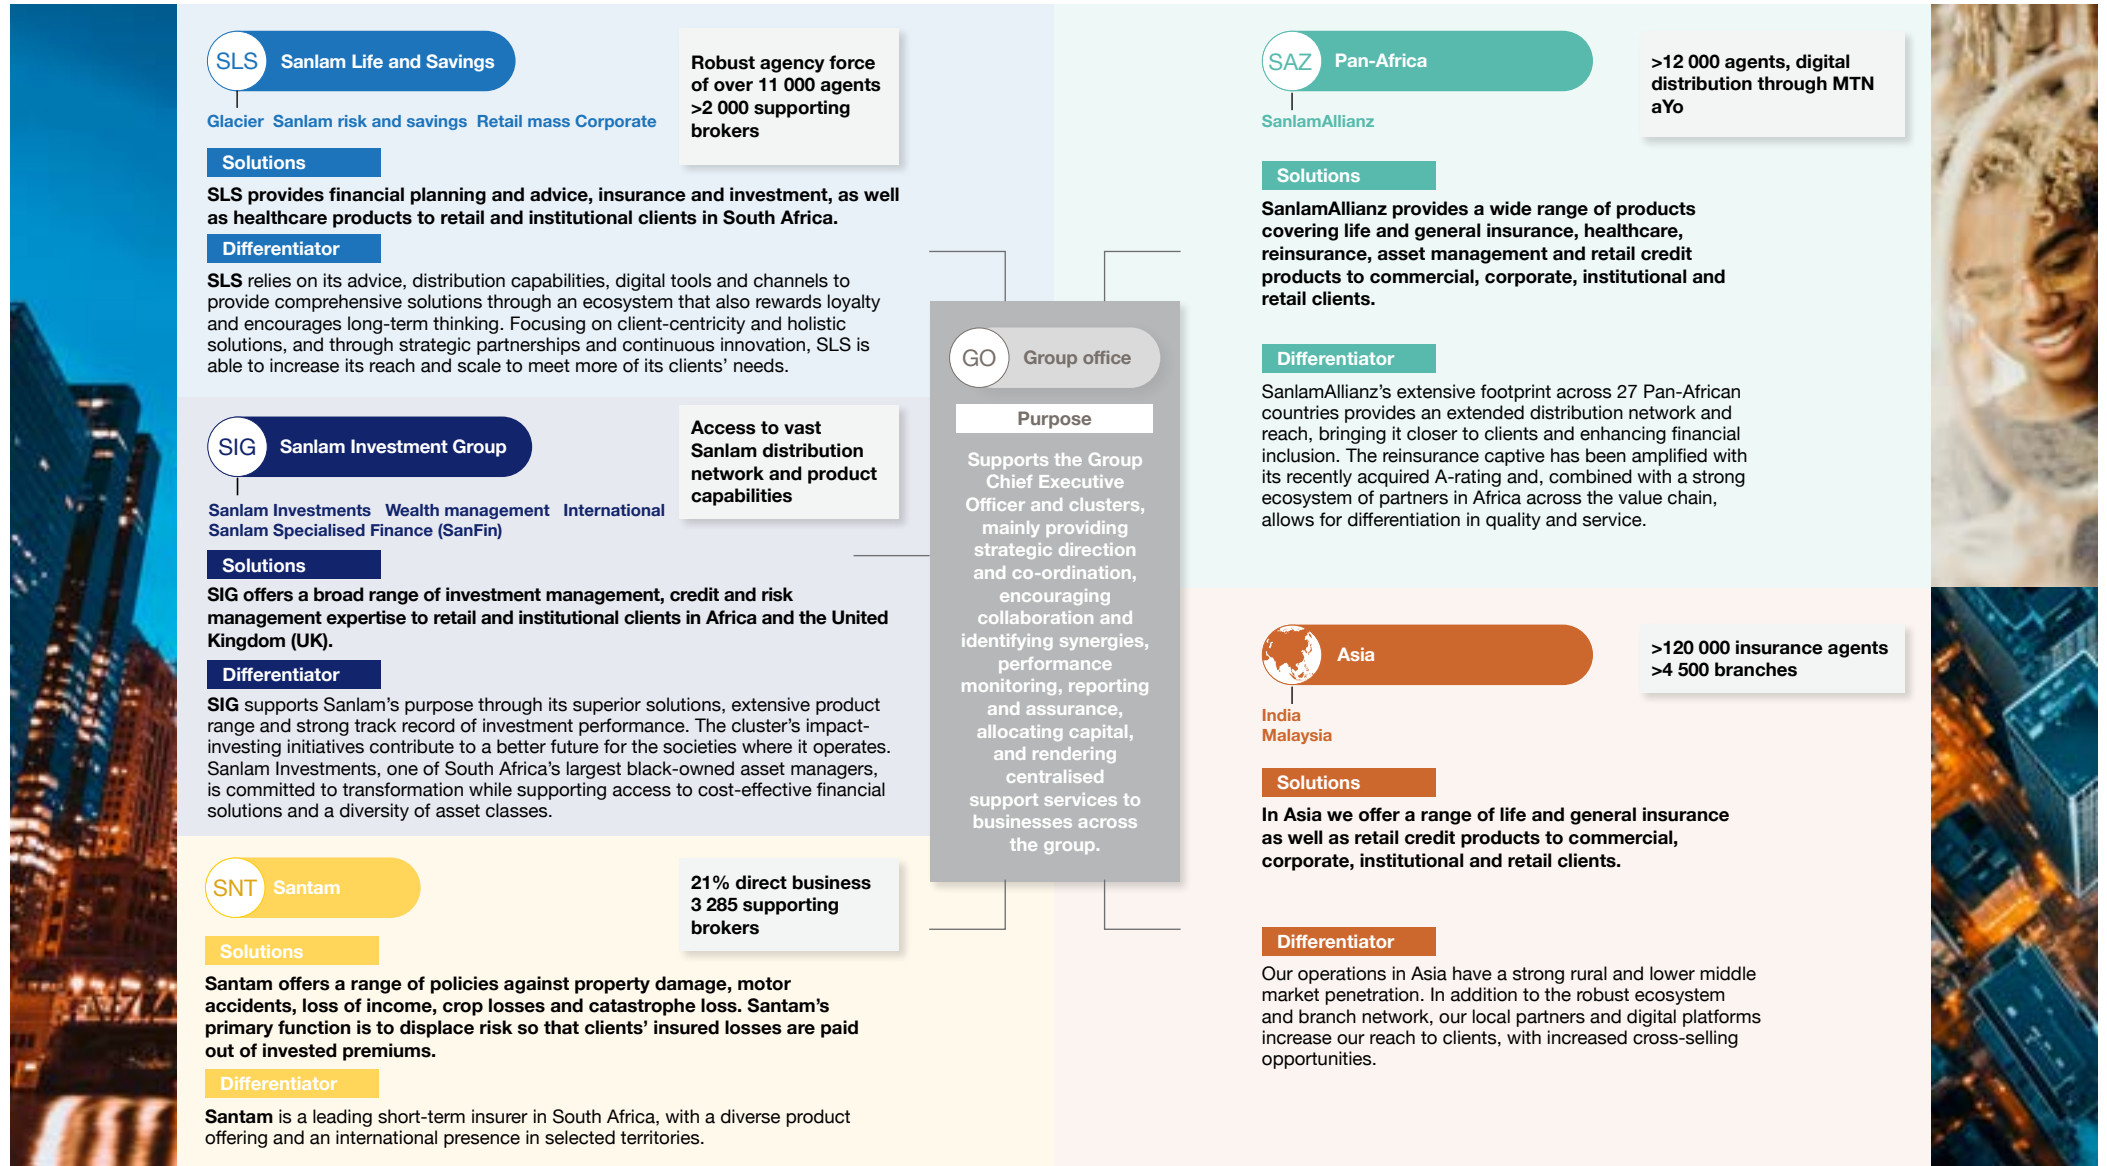 SLS
Sanlam Life and Savings
Glacier Sanlam risk and savings Retail mass Corporate
Robust agency force
of over 11 000 agents
>2 000 supporting
brokers
Solutions
SLS provides financial planning and advice, insurance and investment, as well
as healthcare products to retail and institutional clients in South Africa.
Differentiator
SLS relies on its advice, distribution capabilities, digital tools and channels to
provide comprehensive solutions through an ecosystem that also rewards loyalty
and encourages long-term thinking. Focusing on client-centricity and holistic
solutions, and through strategic partnerships and continuous innovation, SLS is
able to increase its reach and scale to meet more of its clients’ needs.
SIG
Sanlam Investment Group
Sanlam Investments Wealth management International
Sanlam Specialised Finance (SanFin)
Access to vast
Sanlam distribution
network and product
capabilities
Solutions
SIG offers a broad range of investment management, credit and risk
management expertise to retail and institutional clients in Africa and the United
Kingdom (UK).
Differentiator
SIG supports Sanlam’s purpose through its superior solutions, extensive product
range and strong track record of investment performance. The cluster’s impact-
investing initiatives contribute to a better future for the societies where it operates.
Sanlam Investments, one of South Africa’s largest black-owned asset managers,
is committed to transformation while supporting access to cost-effective financial
solutions and a diversity of asset classes.
SNT
Santam
21% direct business
3 285 supporting
brokers
Solutions
Santam offers a range of policies against property damage, motor
accidents, loss of income, crop losses and catastrophe loss. Santam’s
primary function is to displace risk so that clients’ insured losses are paid
out of invested premiums.
Differentiator
Santam is a leading short-term insurer in South Africa, with a diverse product
offering and an international presence in selected territories.
GO
Group office
Purpose
Supports the Group
Chief Executive
Officer and clusters,
mainly providing
strategic direction
and co-ordination,
encouraging
collaboration and
identifying synergies,
performance
monitoring, reporting
and assurance,
allocating capital,
and rendering
centralised
support services to
businesses across
the group.
SAZ
Pan-Africa
SanlamAllianz
>12 000 agents, digital
distribution through MTN
aYo
Solutions
SanlamAllianz provides a wide range of products
covering life and general insurance, healthcare,
reinsurance, asset management and retail credit
products to commercial, corporate, institutional and
retail clients.
Differentiator
SanlamAllianz’s extensive footprint across 27 Pan-African
countries provides an extended distribution network and
reach, bringing it closer to clients and enhancing financial
inclusion. The reinsurance captive has been amplified with
its recently acquired A-rating and, combined with a strong
ecosystem of partners in Africa across the value chain,
allows for differentiation in quality and service.
Asia
India
Malaysia
>120 000 insurance agents
>4 500 branches
Solutions
In Asia we offer a range of life and general insurance
as well as retail credit products to commercial,
corporate, institutional and retail clients.
Differentiator
Our operations in Asia have a strong rural and lower middle
market penetration. In addition to the robust ecosystem
and branch network, our local partners and digital platforms
increase our reach to clients, with increased cross-selling
opportunities.